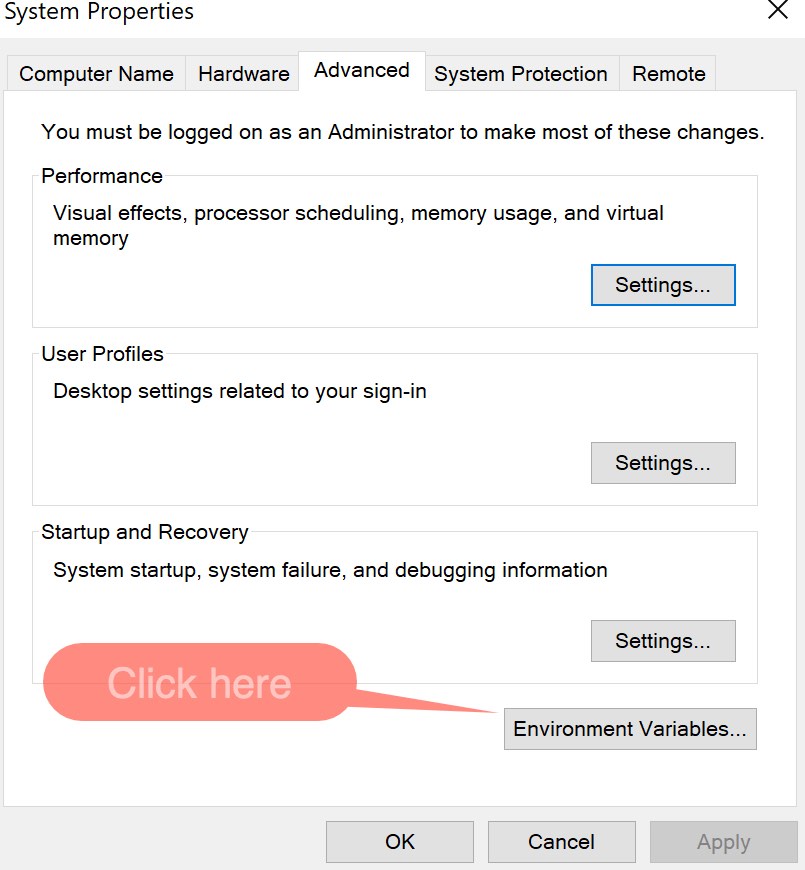 System Properties
Computer Name Hardware Advanced System Protection Remote
You must be logged on as an Administrator to make most of these changes.
Performance
Visual effects, processor scheduling, memory usage, and virtual
memory
Settings...
User Profiles
Desktop settings related to your sign-in
Settings...
Startup and Recovery
System startup, system failure, and debugging information
Settings...
Click here
Environment Variables...
OK Cancel Apply